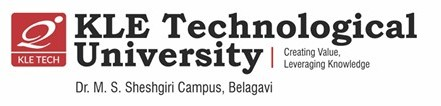 KLE TECH
KLE Technological
University
Creating Value,
Leveraging Knowledge
Dr. M. S. Sheshgiri Campus, Belagavi